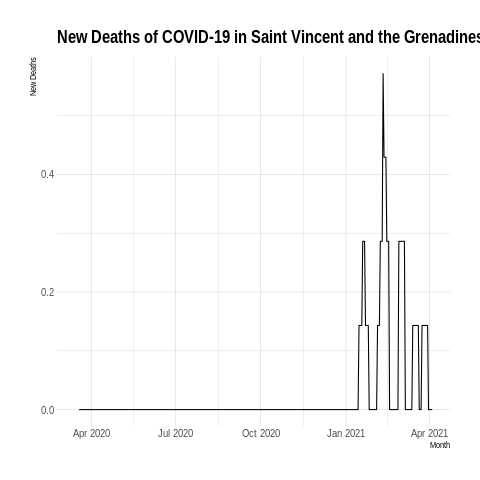 New Deaths of COVID-19 in Saint Vincent and the Grenadines
New Deaths
0.4
0.2
0.0
Apr 2020 Jul 2020 Oct 2020 Jan 2021 Apr 2021
Month